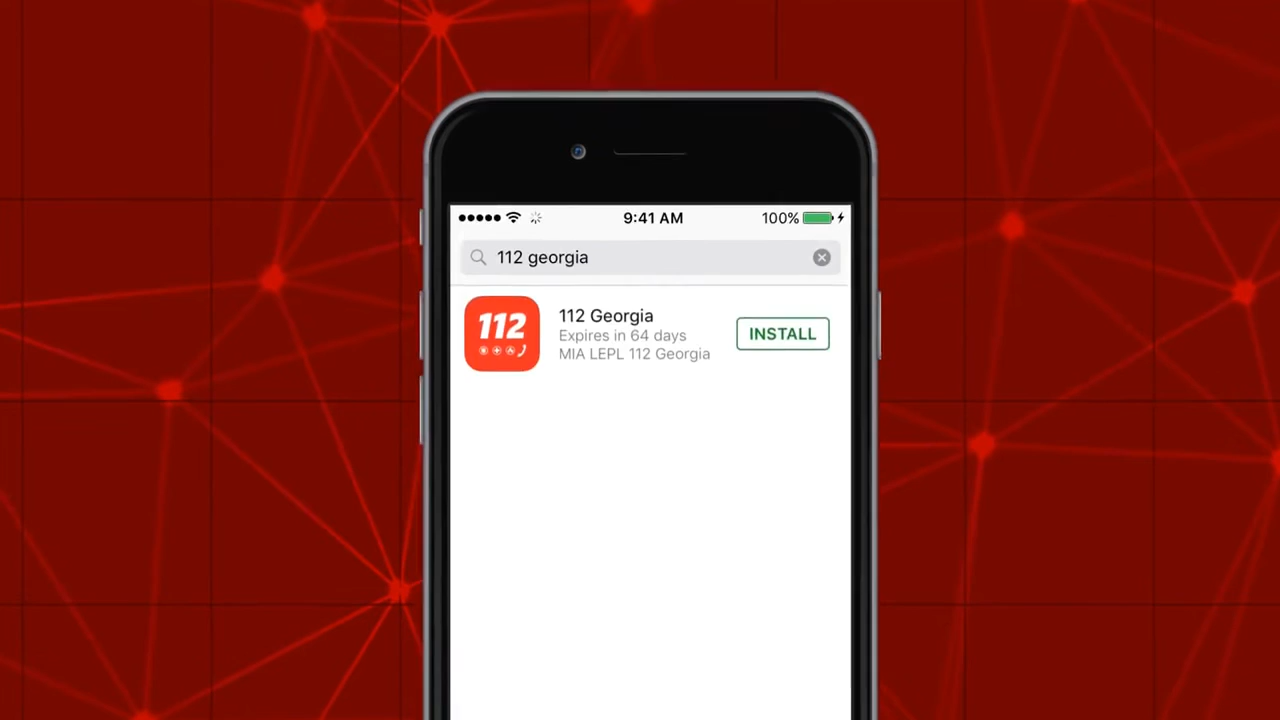 9:41 AM
100%
112 georgia
112
112 Georgia
Expires in 64 days
MIA LEPL 112 Georgia
INSTALL